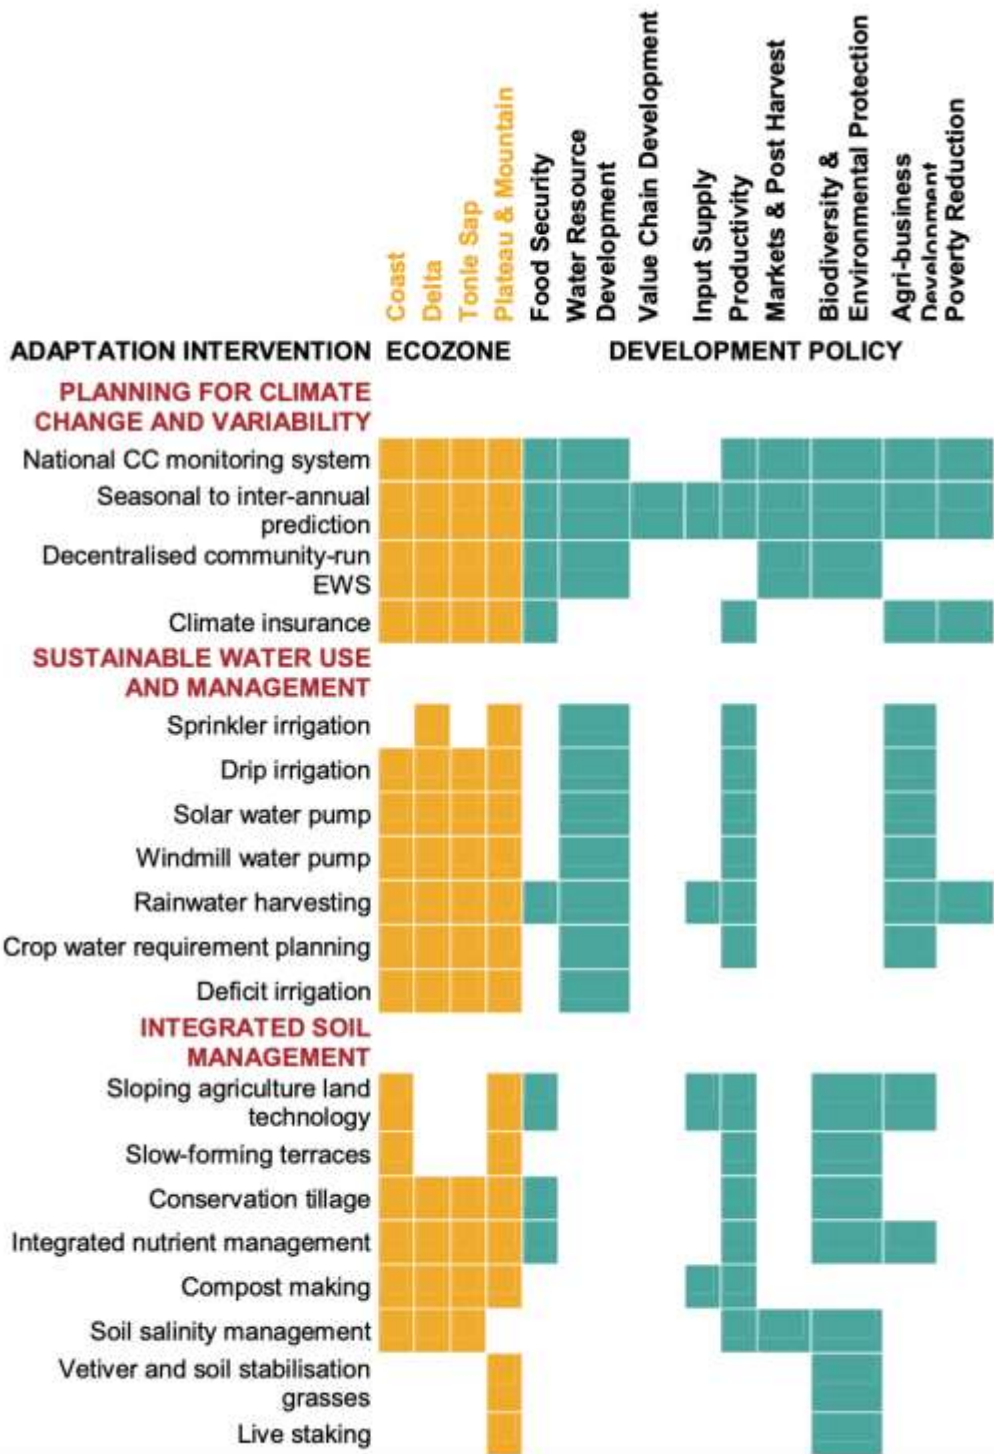 Coast
Delta
Tonle Sap
Plateau & Mountain
Food Security
Water Resource
Development
Value Chain Development
Input Supply
Productivity
Markets & Post Harvest
Biodiversity &
Environmental Protection
Agri-business
Development
Poverty Reduction
ADAPTATION INTERVENTION ECOZONE DEVELOPMENT POLICY
PLANNING FOR CLIMATE
CHANGE AND VARIABILITY
National CC monitoring system
Seasonal to inter-annual
prediction
Decentralised community-run
EWS
Climate insurance
SUSTAINABLE WATER USE
AND MANAGEMENT
Sprinkler irrigation
Drip irrigation
Solar water pump
Windmill water pump
Rainwater harvesting
Crop water requirement planning
Deficit irrigation
INTEGRATED SOIL
MANAGEMENT
Sloping agriculture land
technology
Slow-forming terraces
Conservation tillage
Integrated nutrient management
Compost making
Soil salinity management
Vetiver and soil stabilisation
grasses
Live staking